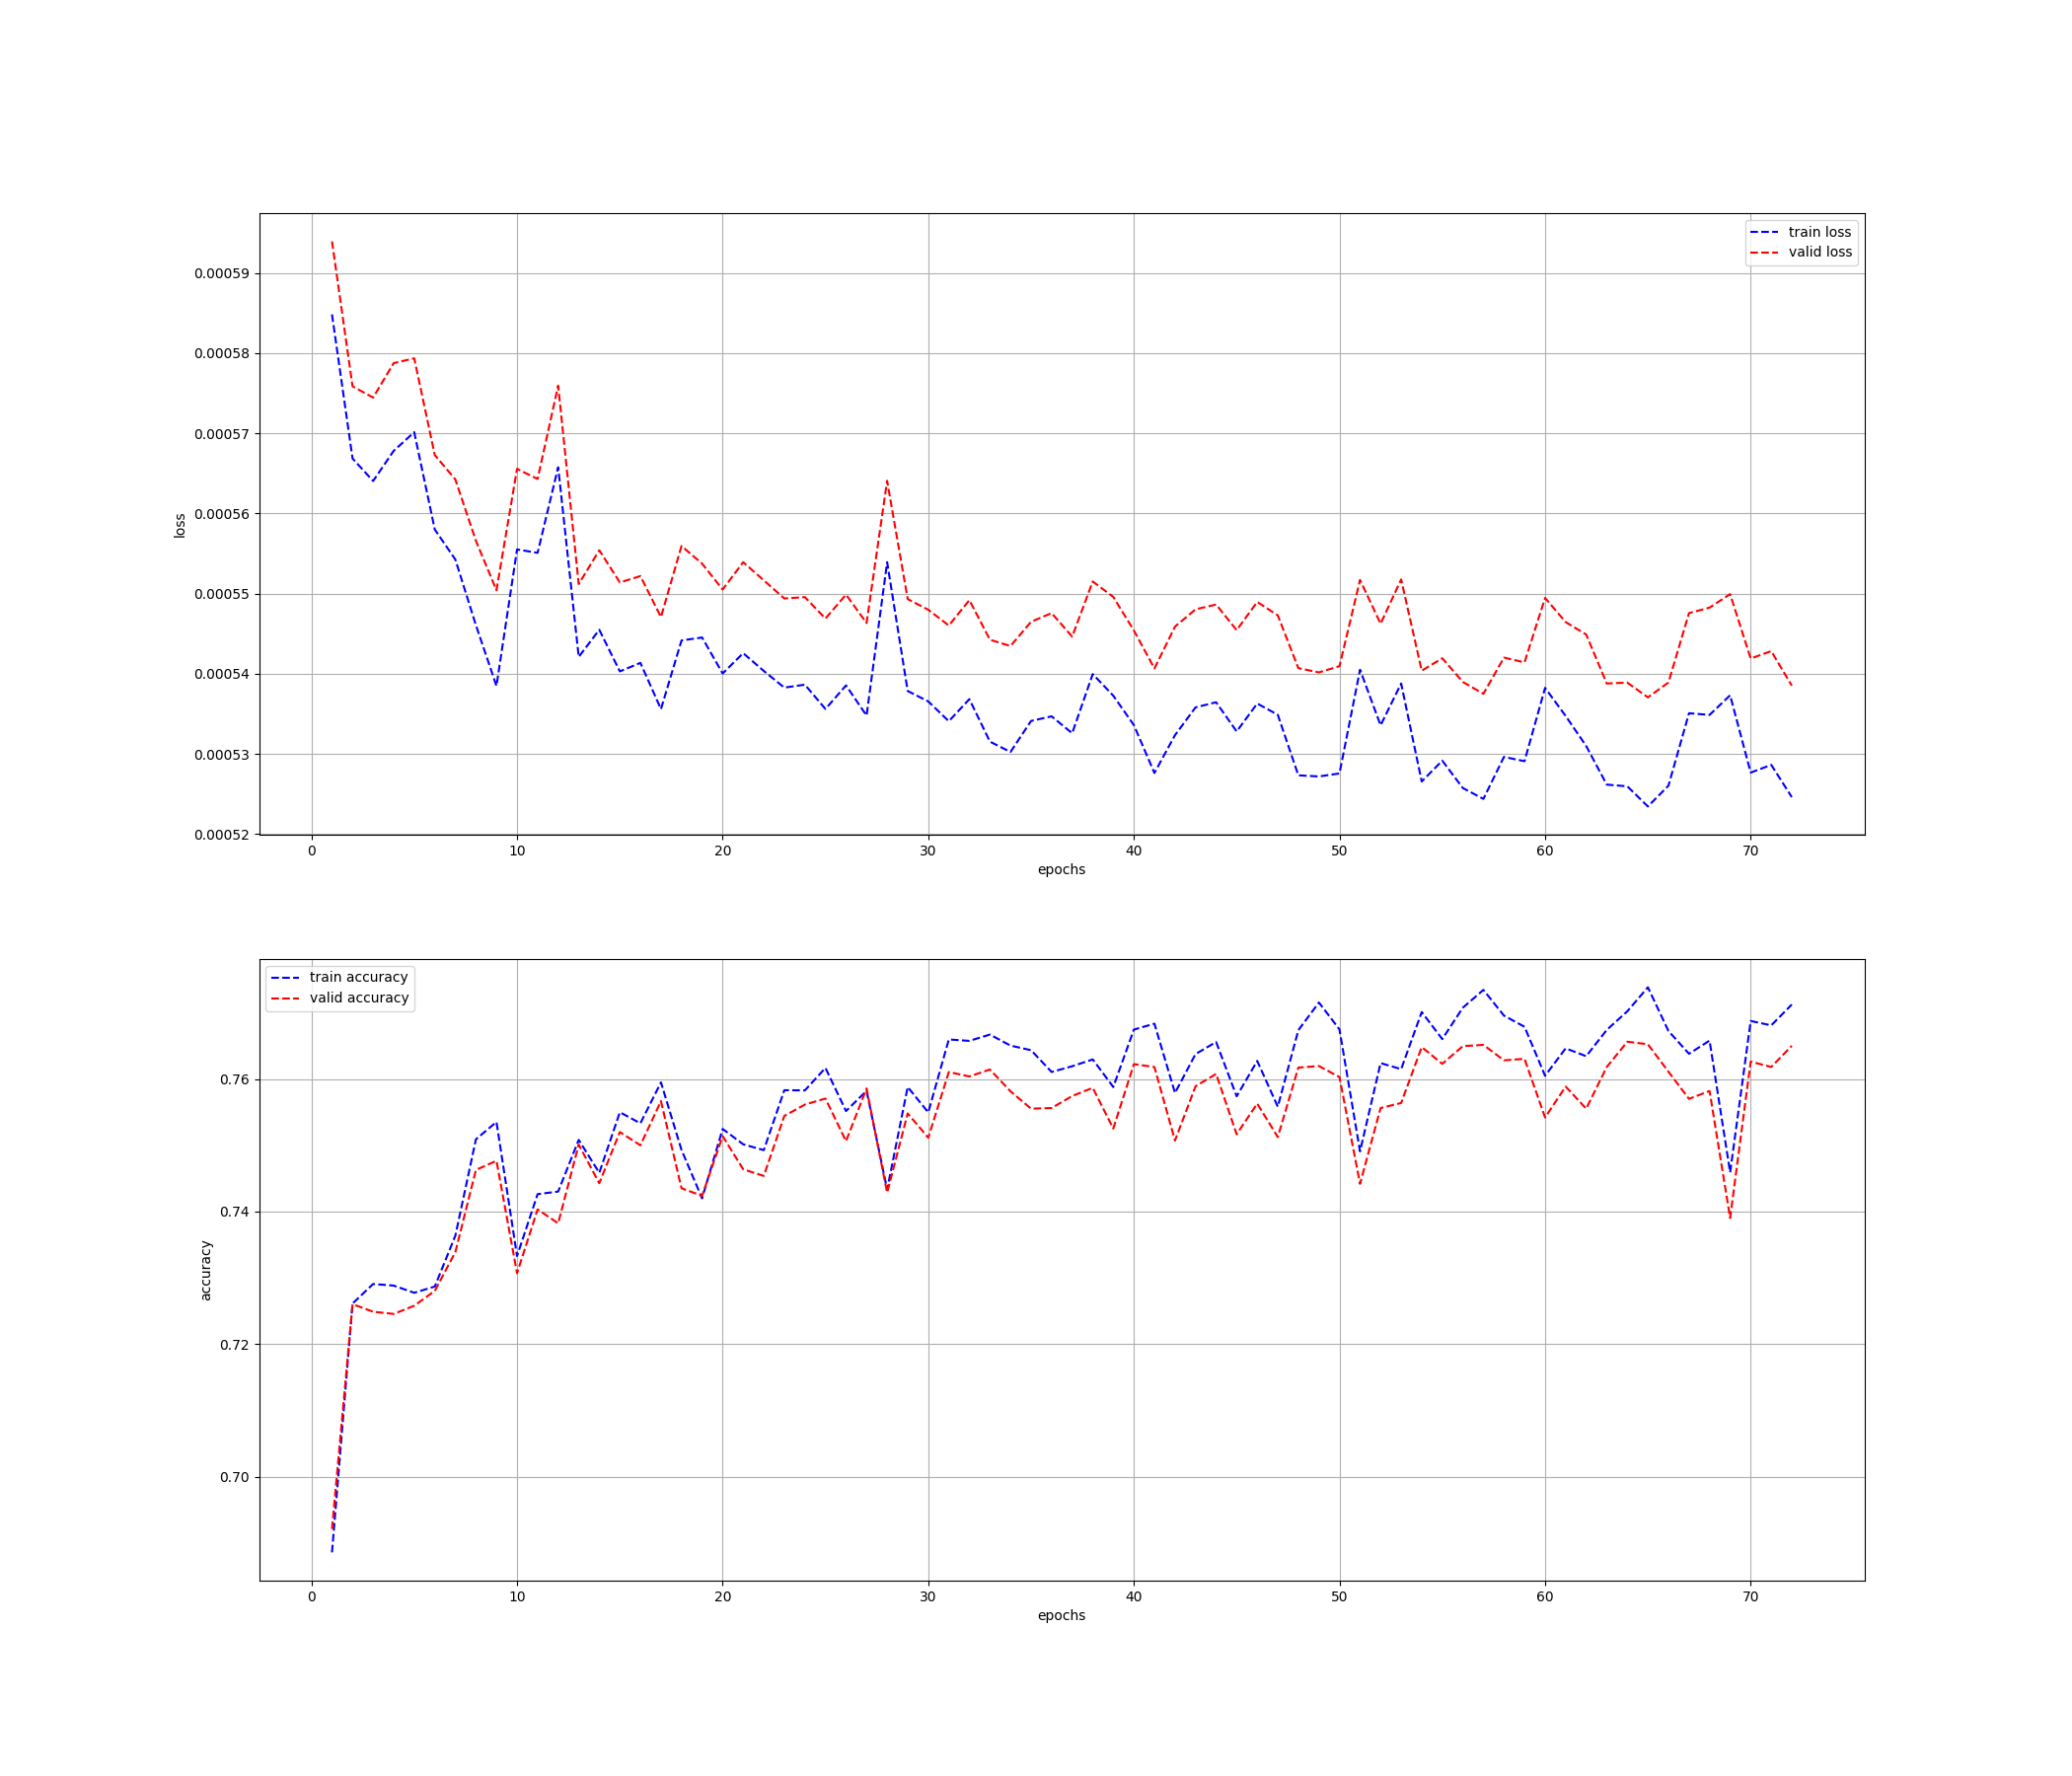 train loss
valid loss
0.00059
0.00058
0.00057
0.00056
0.00055
0.00054
0.00053
0.00052
loss
0 10 20 30 40 50 60 70
epochs
train accuracy
valid accuracy
0.76
0.74
0.72
0.70
accuracy
0 10 20 30 40 50 60 70
epochs